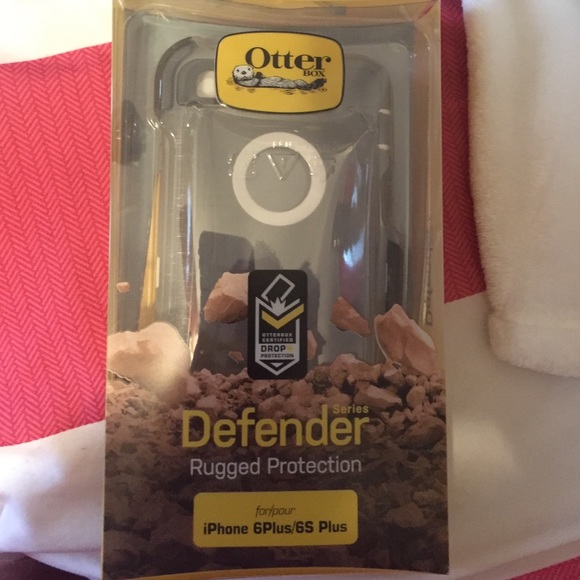 Otter
BOX
OTTERBOX
CERTIFIED
DROP+
PROTECTION
Defender
Series
Rugged Protection
for/pour
iPhone 6Plus/6S Plus